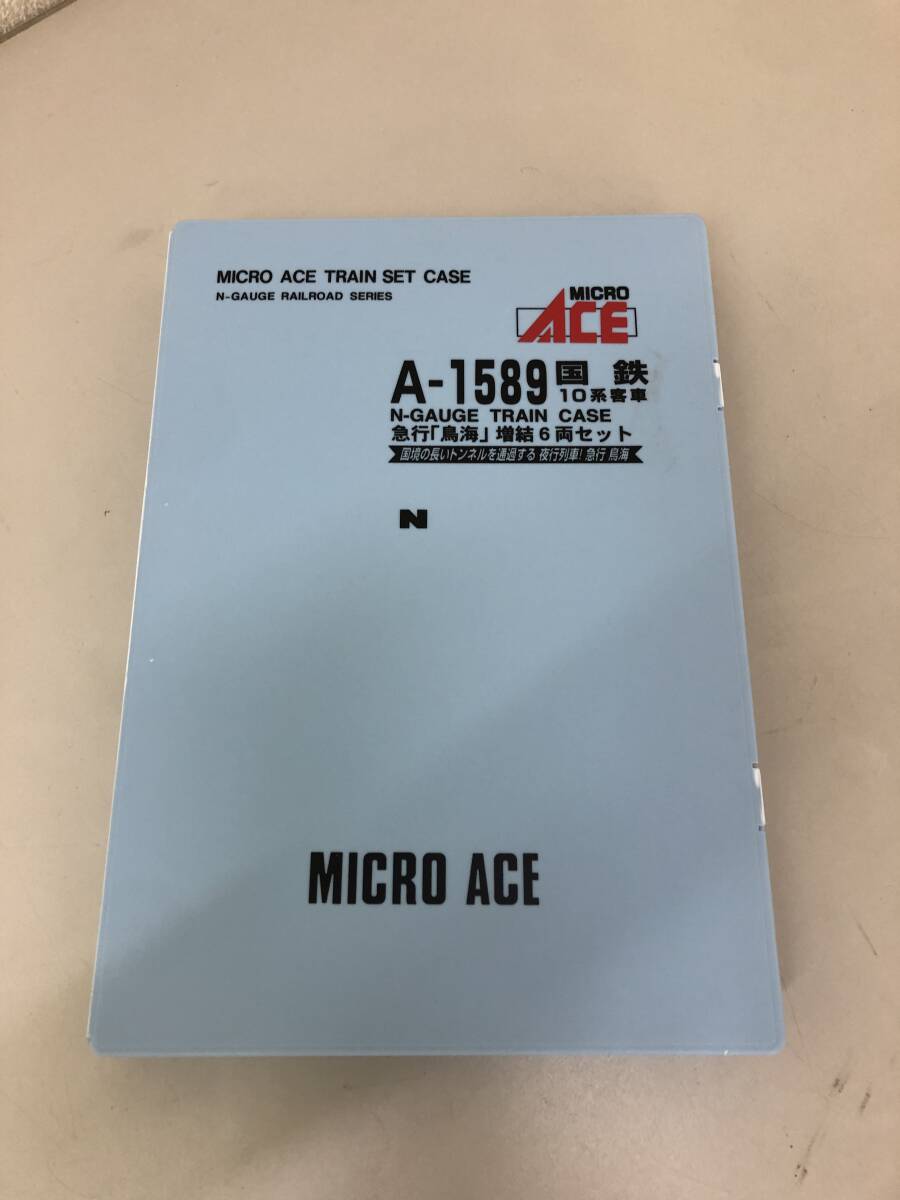 MICRO ACE TRAIN SET CASE
N-GAUGE RAILROAD SERIES
MICRO
ACE
A-1589 国鉄
10系客車
N-GAUGE TRAIN CASE
急行「鳥海」増結6両セット
国境の長いトンネルを通過する 夜行列車! 急行 鳥海
N
MICRO ACE